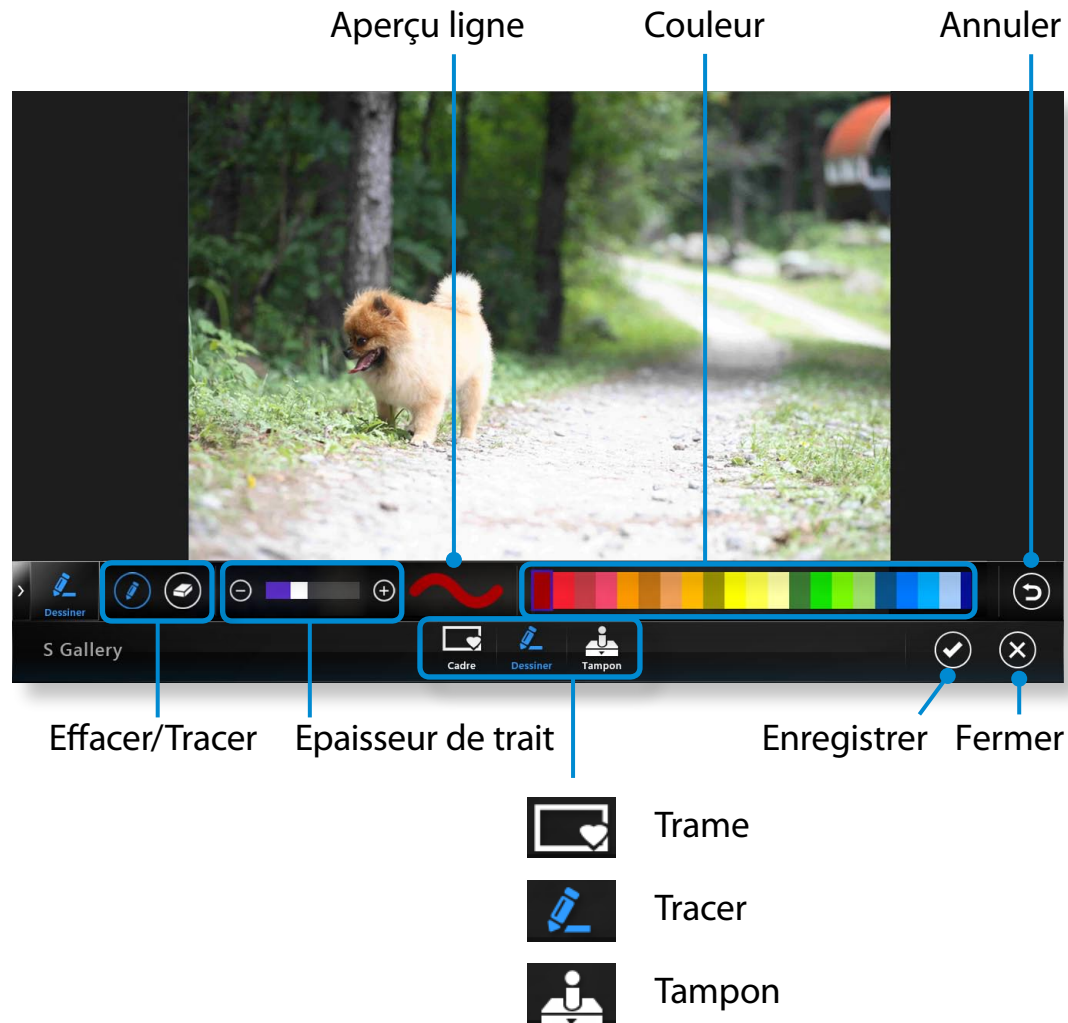 Aperçu ligne Couleur Annuler
Dessiner
S Gallery
Cadre Dessiner Tampon
Effacer/Tracer Epaisseur de trait Enregistrer Fermer
Trame
Tracer
Tampon